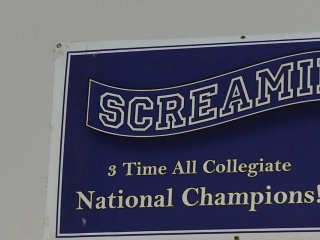 SCREAMI
3 Time All Collegiate
National Champions!